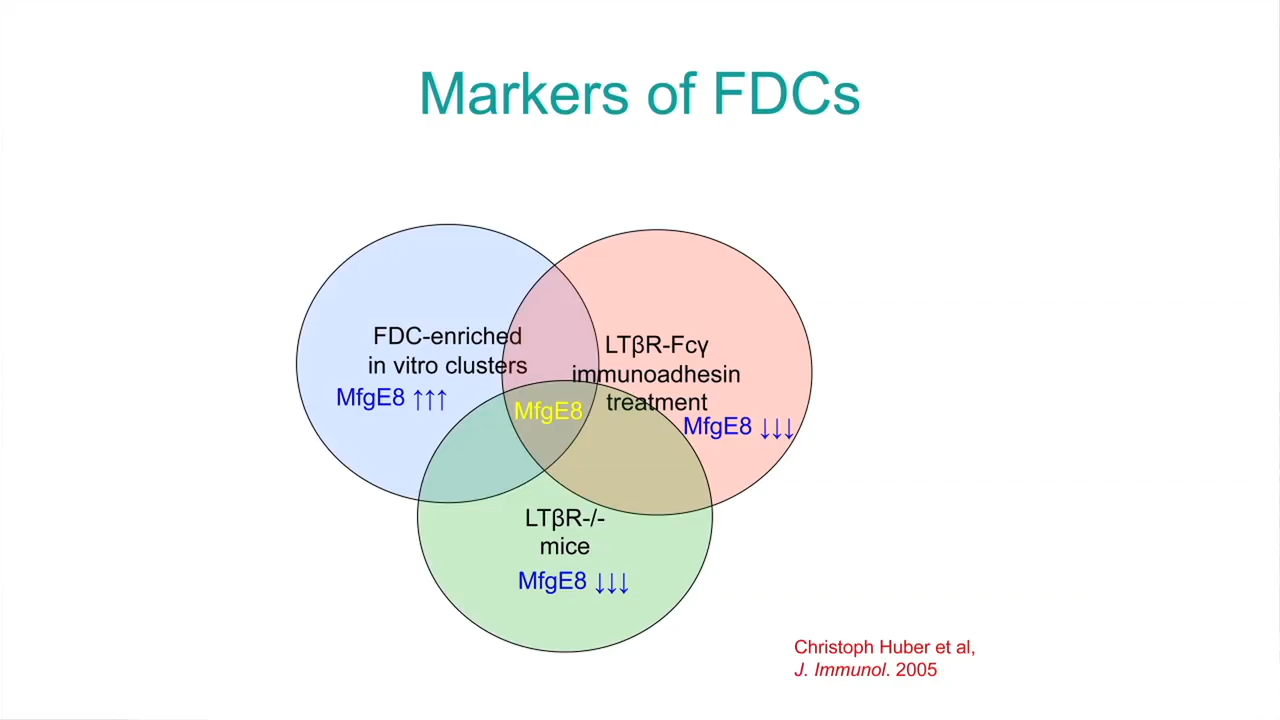 Markers of FDCs
FDC-enriched
in vitro clusters
MfgE8 ↑↑↑
LTβR-Fcγ
immunoadhesin
treatment
MfgE8 ↓↓↓
MfgE8
LTβR-/-
mice
MfgE8 ↓↓↓
Christoph Huber et al,
J. Immunol. 2005